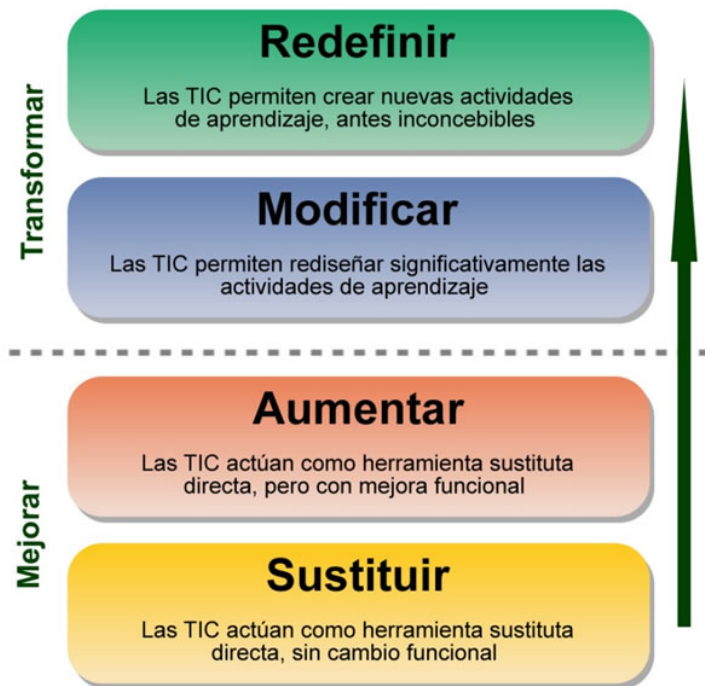 Transformar
Redefinir
Las TIC permiten crear nuevas actividades
de aprendizaje, antes inconcebibles
Modificar
Las TIC permiten rediseñar significativamente las
actividades de aprendizaje
Mejorar
Aumentar
Las TIC actúan como herramienta sustituta
directa, pero con mejora funcional
Sustituir
Las TIC actúan como herramienta sustituta
directa, sin cambio funcional